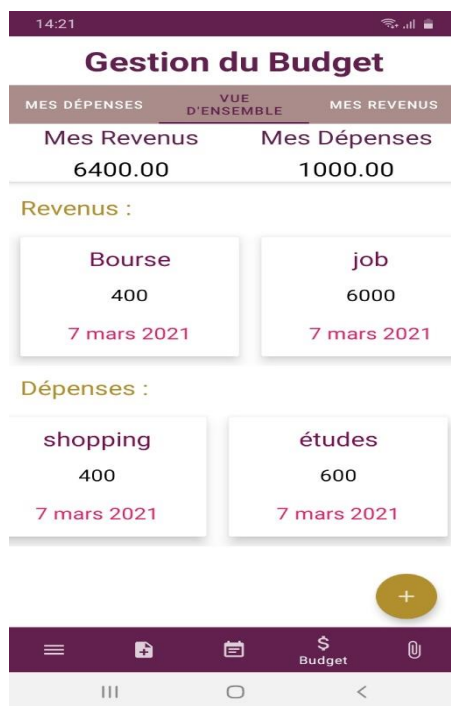 14:21
Gestion du Budget
MES DÉPENSES
VUE
D'ENSEMBLE
MES REVENUS
Mes Revenus
Mes Dépenses
6400.00
1000.00
Revenus :
Bourse
job
400
6000
7 mars 2021
7 mars 2021
Dépenses :
shopping
études
400
600
7 mars 2021
7 mars 2021
+
$
Budget